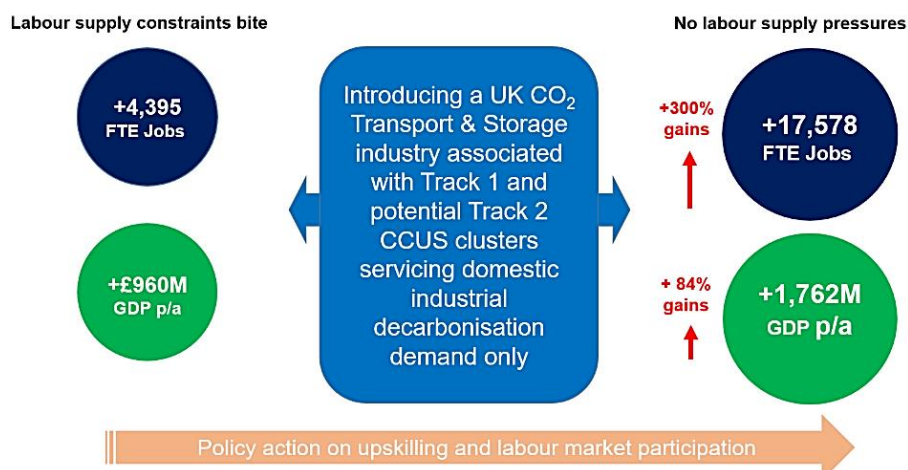 Labour supply constraints bite
No labour supply pressures
+4,395
FTE Jobs
+£960M
GDP p/a
Introducing a UK CO₂
Transport & Storage
industry associated
with Track 1 and
potential Track 2
CCUS clusters
servicing domestic
industrial
decarbonisation
demand only
+300%
gains
+17,578
FTE Jobs
+ 84%
gains
+1,762M
GDP p/a
Policy action on upskilling and labour market participation